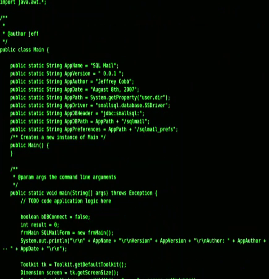 import java.awt.*;
/**
 *
 * @author jeff
 */
public class Main {
public static String AppName = "SQL Mail";
public static String AppVersion = " 0.0.1 ";
public static String AppAuthor = "Jeffrey Cobb";
public static String AppDate = "August 8th, 2007";
public static String AppPath = System.getProperty("user.dir");
public static String AppDriver = "smallsql.database.SSDriver";
public static String AppDBHeader = "jdbc:smallsql:";
public static String AppDBPath = AppPath + "/sqlmail";
public static String AppPreferences = AppPath + "/sqlmail_prefs";
/** Creates a new instance of Main */
public Main() {
}
/**
 * @param args the command line arguments
 */
public static void main(String[] args) throws Exception {
// TODO code application logic here
boolean bDBConnect = false;
int result = 0;
frmMain SQLMailForm = new frmMain();
System.out.println("\r\n" + AppName + "\r\nVersion" + AppVersion + "\r\nAuthor: " + AppAuthor +
" " + AppDate + "\r\n");
Toolkit tk = Toolkit.getDefaultToolkit();
Dimension screen = tk.getScreenSize();